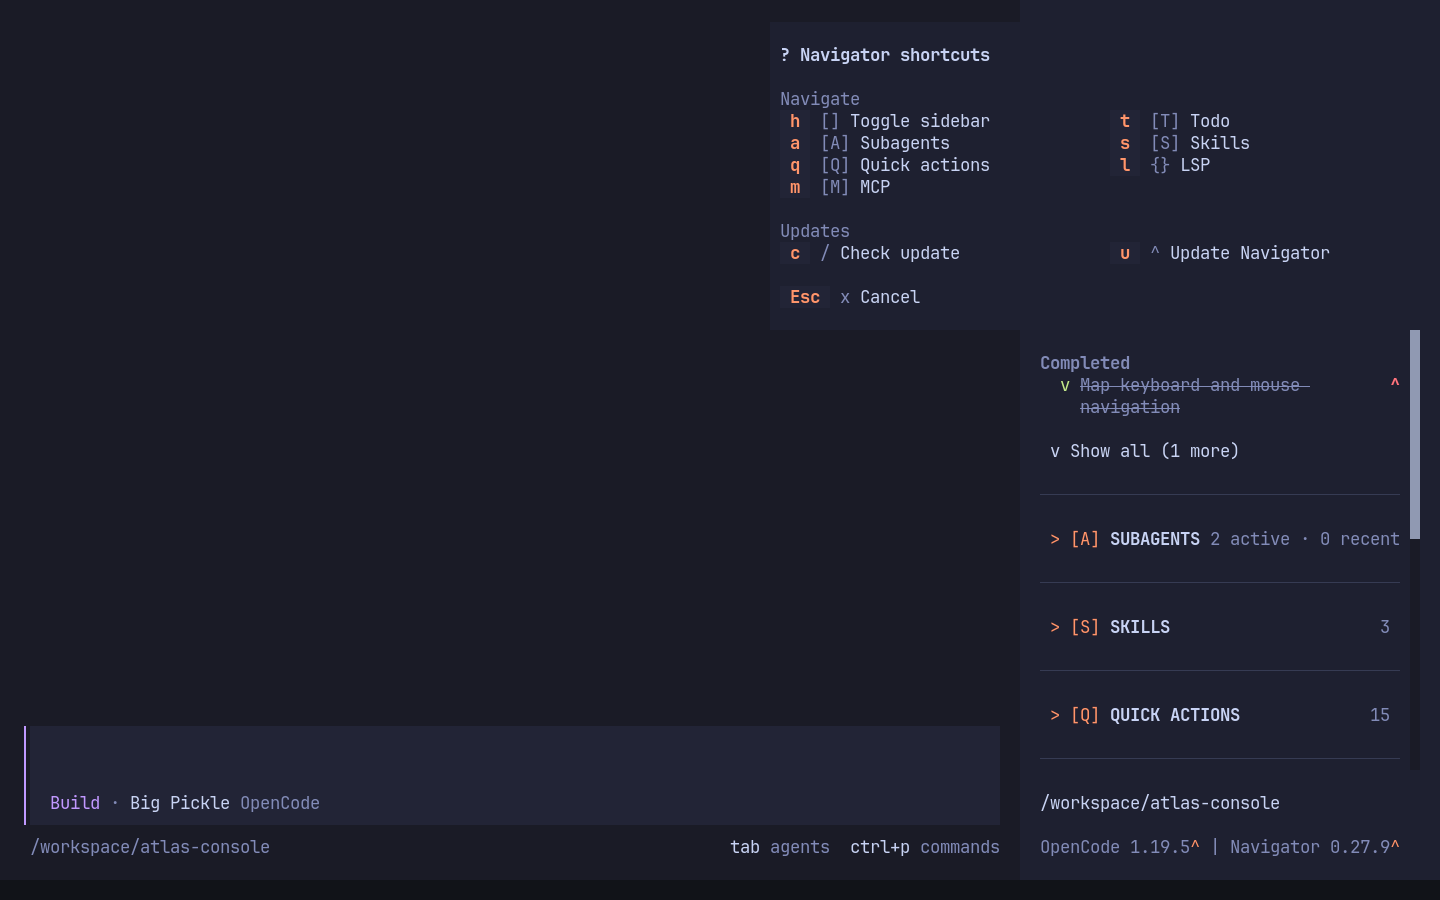 ? Navigator shortcuts
Navigate
h [] Toggle sidebar t [T] Todo
a [A] Subagents s [S] Skills
q [Q] Quick actions l {} LSP
m [M] MCP
Updates
c / Check update u ^ Update Navigator
Esc x Cancel
Completed
v Map keyboard and mouse ^
navigation
v Show all (1 more)
> [A] SUBAGENTS 2 active · 0 recent
> [S] SKILLS 3
> [Q] QUICK ACTIONS 15
Build · Big Pickle OpenCode
/workspace/atlas-console
/workspace/atlas-console tab agents ctrl+p commands
OpenCode 1.19.5^ | Navigator 0.27.9^